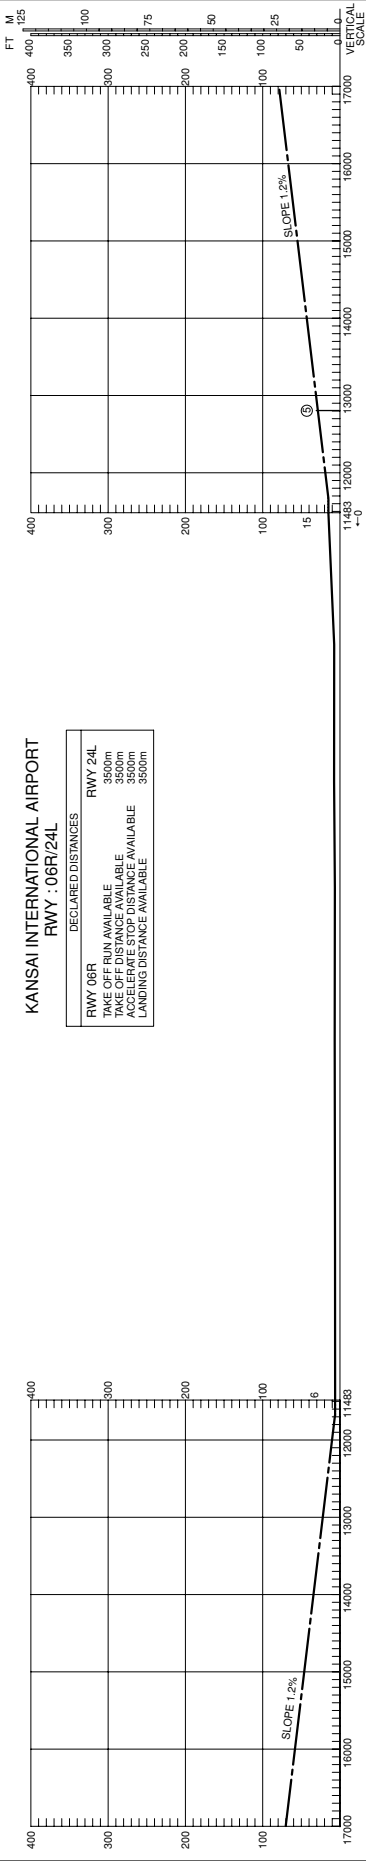 KANSAI INTERNATIONAL AIRPORT
RWY : 06R/24L
DECLARED DISTANCES
RWY 06R RWY 24L
TAKE OFF RUN AVAILABLE 3500m
TAKE OFF DISTANCE AVAILABLE 3500m
ACCELERATE STOP DISTANCE AVAILABLE 3500m
LANDING DISTANCE AVAILABLE 3500m
400
300
200
100
SLOPE 1.2%
17000 16000 15000 14000 13000 12000 11483
400
300
200
100
6
400
300
200
100
15
11483 12000 13000 14000 15000 16000 17000
←0
⑤
SLOPE 1.2%
400
300
200
100
FT M
400 350 300 250 200 150 100 50 0
125 100 75 50 25 0
VERTICAL
SCALE